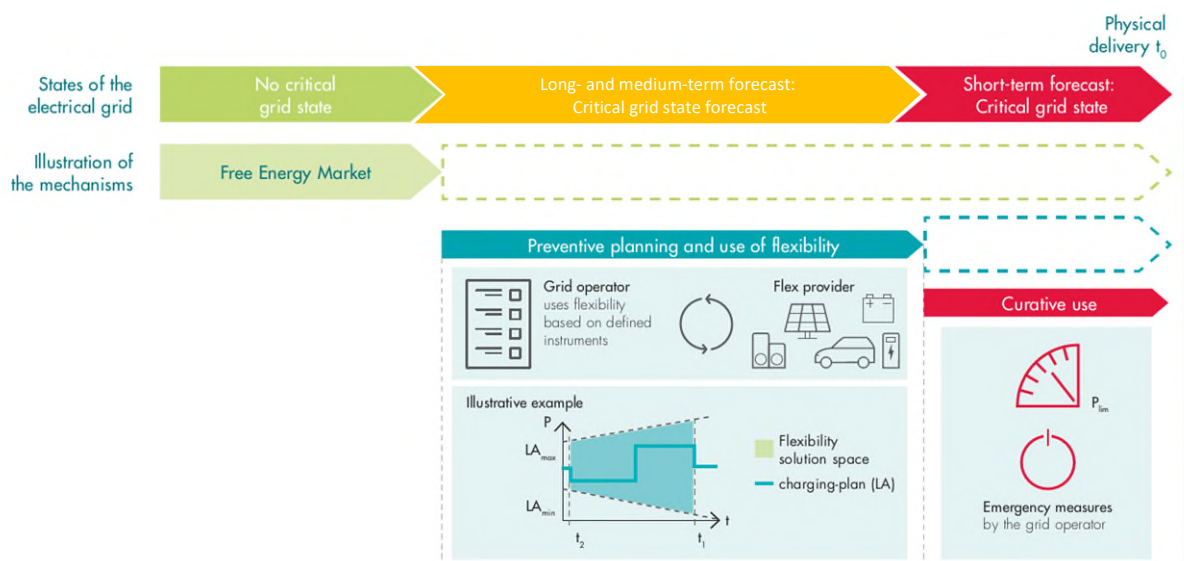 Physical
delivery t0
States of the
electrical grid
No critical
grid state
Long- and medium-term forecast:
Critical grid state forecast
Short-term forecast:
Critical grid state
Illustration of
the mechanisms
Free Energy Market
Preventive planning and use of flexibility
Grid operator
uses flexibility
based on defined
instruments
Flex provider
Curative use
Plim
Emergency measures
by the grid operator
Illustrative example
P
LAmax
LAmin
t
t2
t1
Flexibility
solution space
charging-plan (LA)